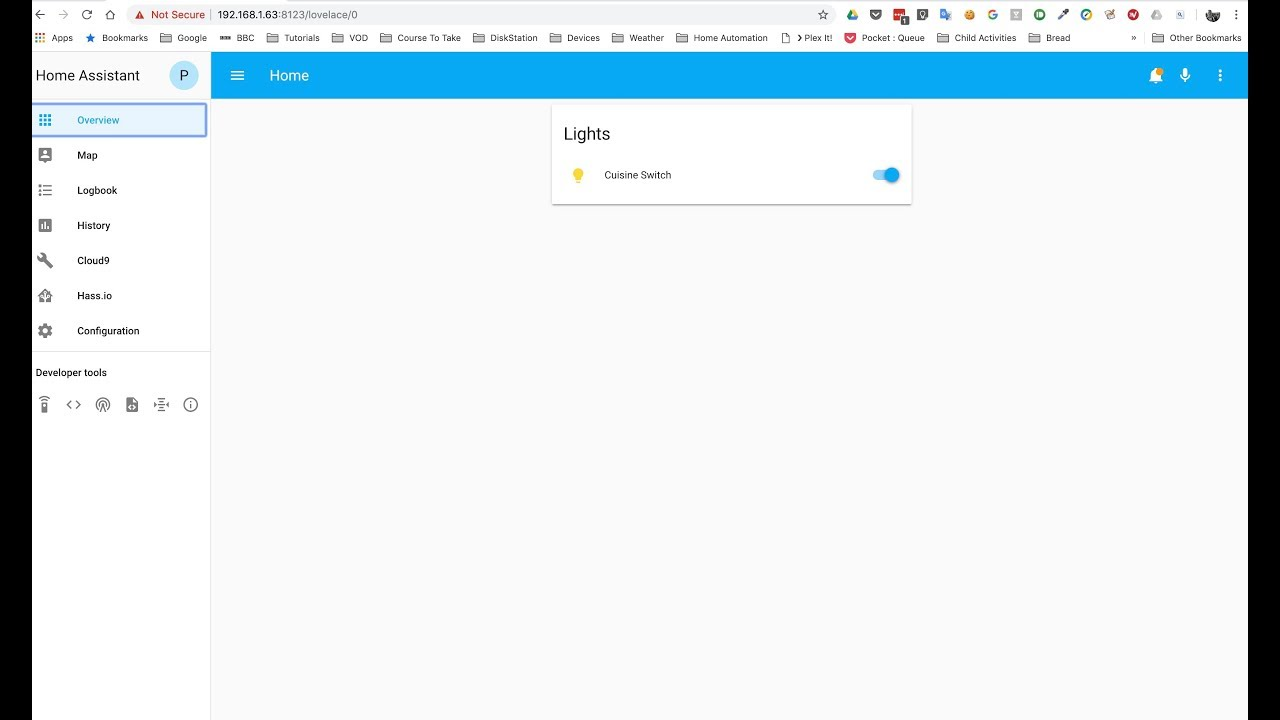 Not Secure 192.168.1.63:8123/lovelace/0
1
Apps Bookmarks Google BBC Tutorials VOD Course To Take DiskStation Devices Weather Home Automation Plex It! Pocket : Queue Child Activities Bread » Other Bookmarks
Home Assistant P
Home
Overview
Map
Logbook
History
Cloud9
Hass.io
Configuration
Developer tools
Lights
Cuisine Switch